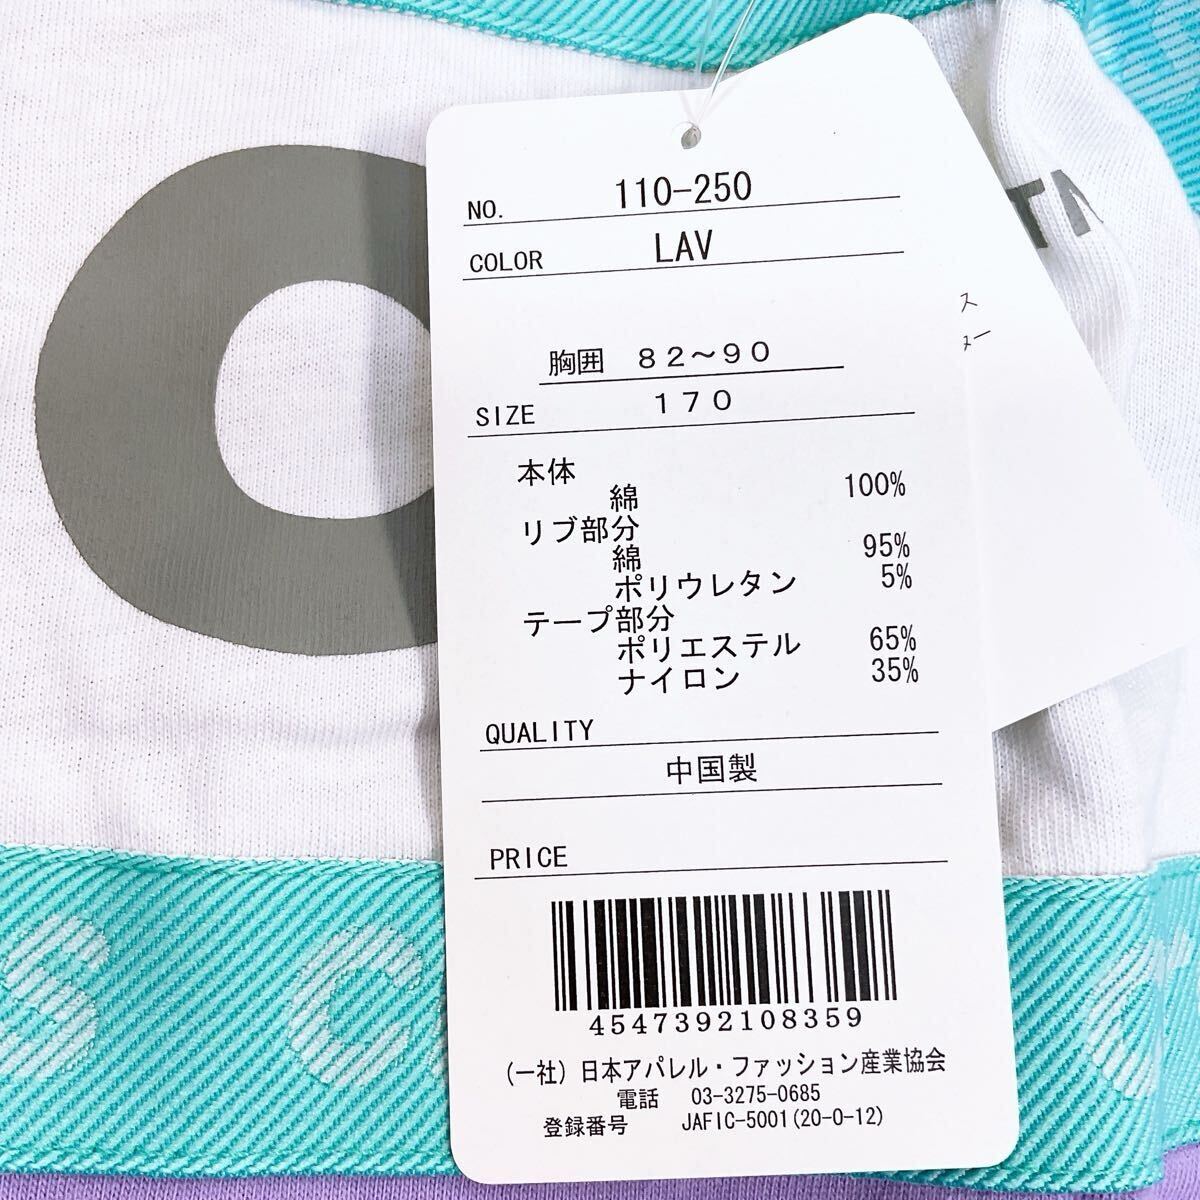 NO. 110-250
COLOR LAV
胸囲 82〜90
SIZE 170
本体
綿 100%
リブ部分
綿 95%
ポリウレタン 5%
テープ部分
ポリエステル 65%
ナイロン 35%
QUALITY
中国製
PRICE
4547392108359
(一社)日本アパレル・ファッション産業協会
電話 03-3275-0685
登録番号 JAFIC-5001(20-0-12)
TM
ス
S C